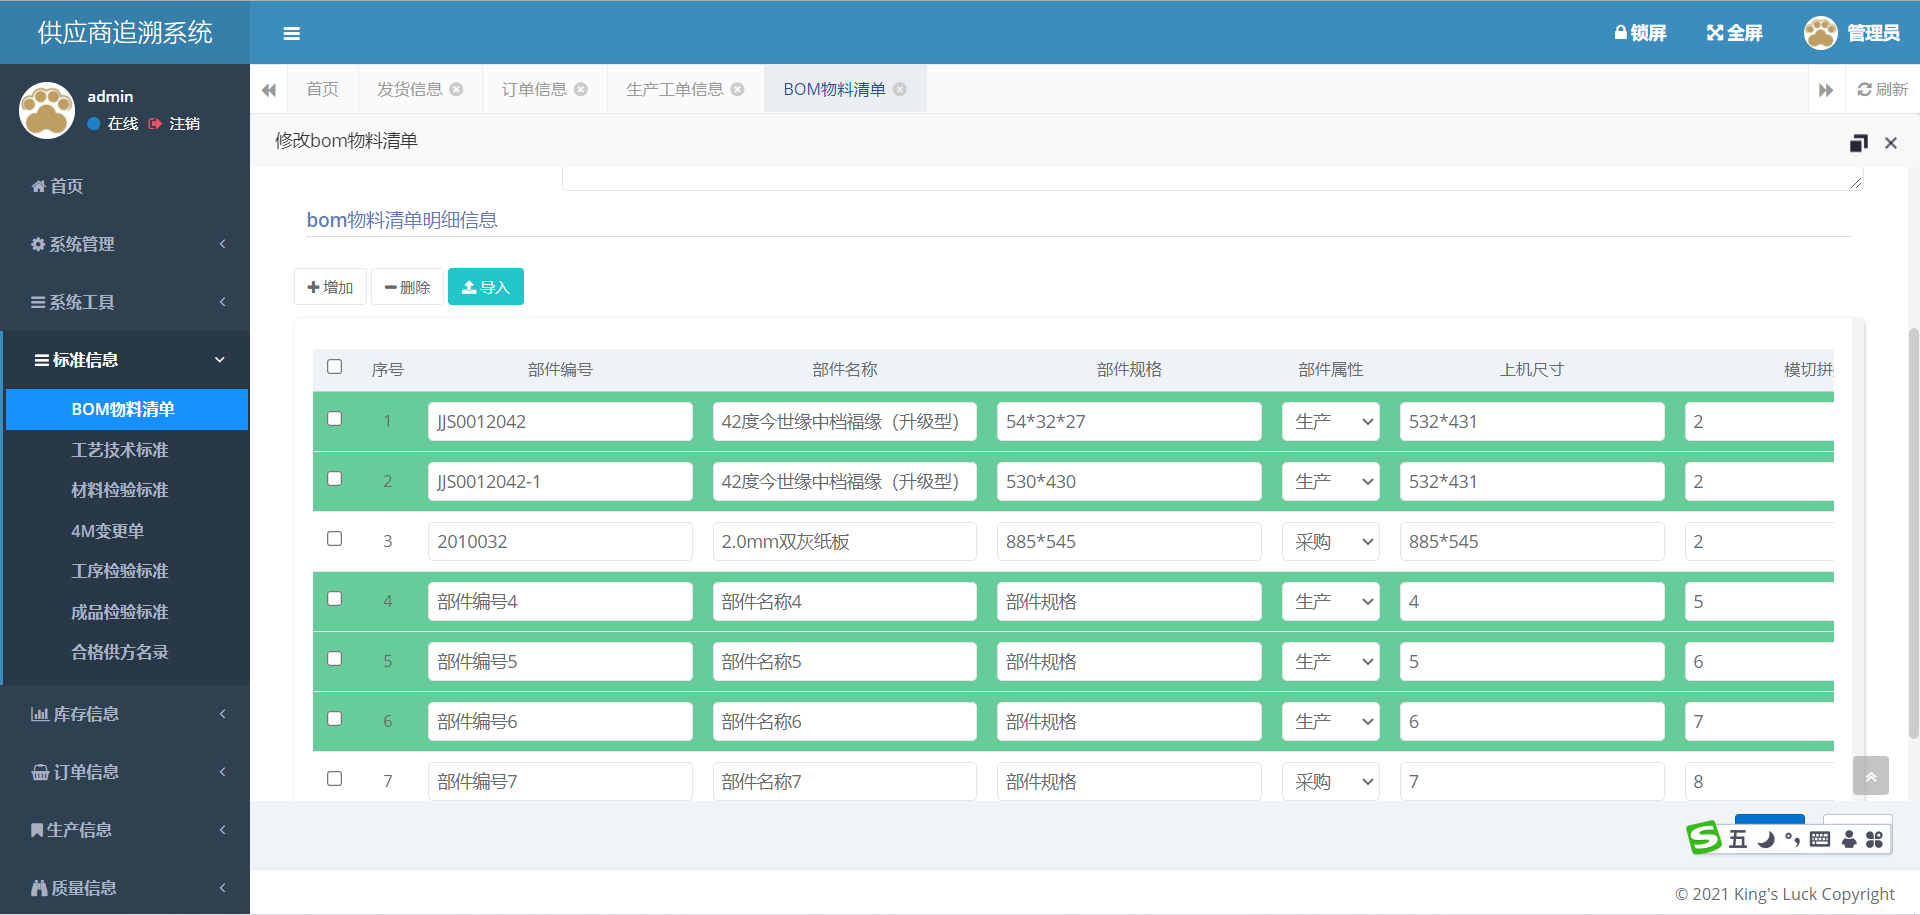 供应商追溯系统
锁屏 全屏 管理员
admin
在线 注销
首页 发货信息 订单信息 生产工单信息 BOM物料清单 刷新
修改bom物料清单
首页
系统管理
系统工具
标准信息
BOM物料清单
工艺技术标准
材料检验标准
4M变更单
工序检验标准
成品检验标准
合格供方名录
库存信息
订单信息
生产信息
质量信息
bom物料清单明细信息
增加 删除 导入
序号 部件编号 部件名称 部件规格 部件属性 上机尺寸 模切拼
1 JJS0012042 42度今世缘中档福缘（升级型） 54*32*27 生产 532*431 2
2 JJS0012042-1 42度今世缘中档福缘（升级型） 530*430 生产 532*431 2
3 2010032 2.0mm双灰纸板 885*545 采购 885*545 2
4 部件编号4 部件名称4 部件规格 生产 4 5
5 部件编号5 部件名称5 部件规格 生产 5 6
6 部件编号6 部件名称6 部件规格 生产 6 7
7 部件编号7 部件名称7 部件规格 采购 7 8
五
© 2021 King's Luck Copyright